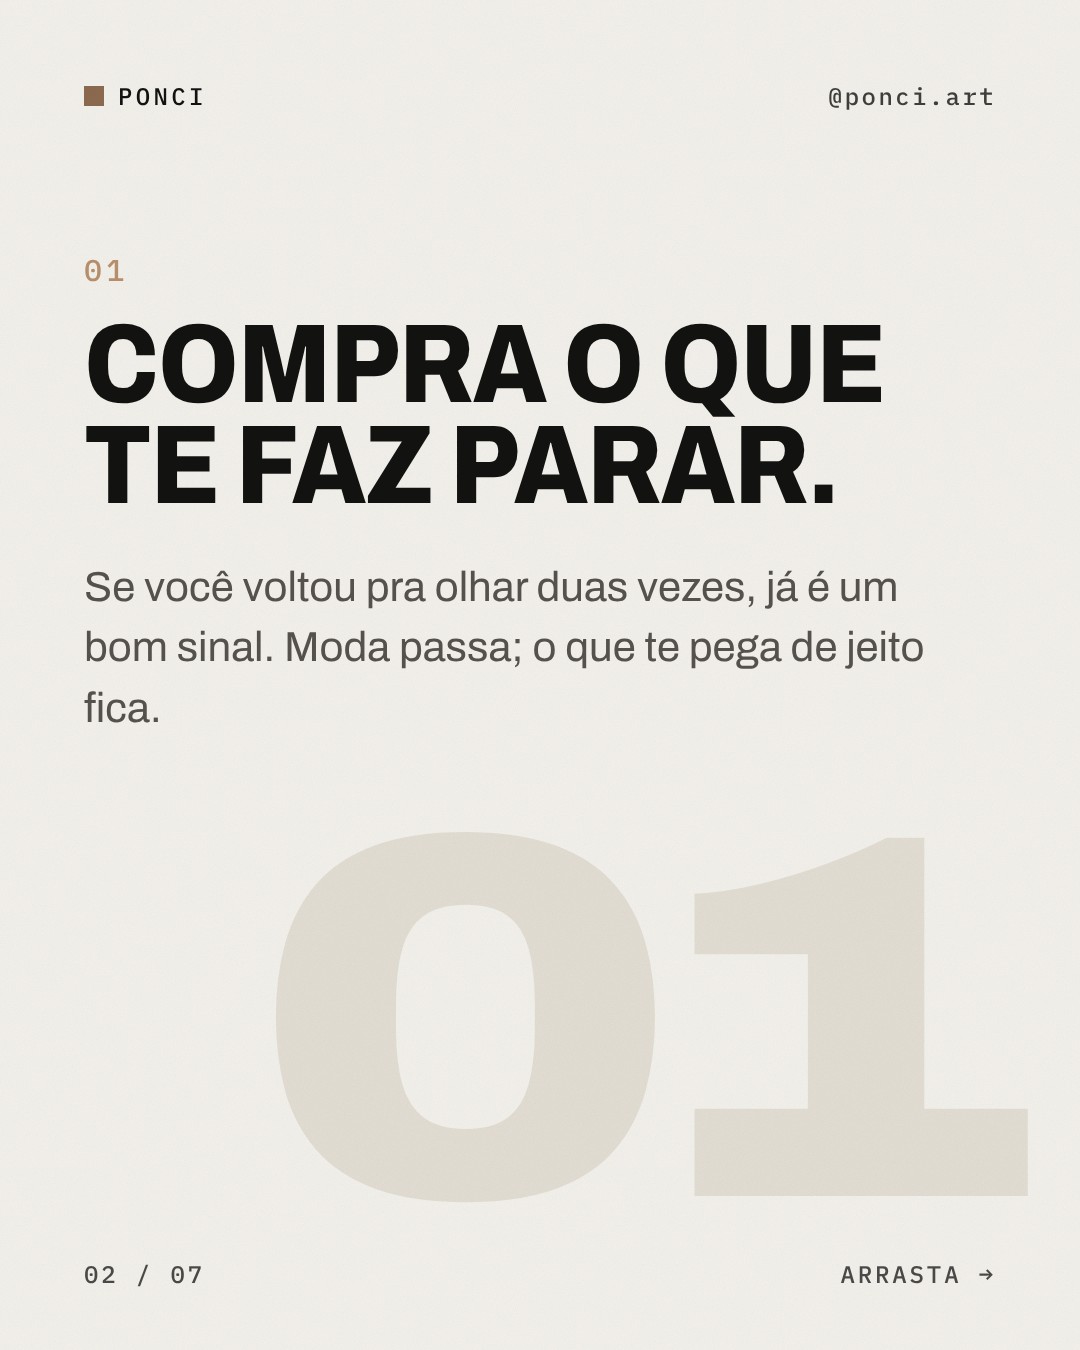 PONCI
@ponci.art
01
COMPRA O QUE
TE FAZ PARAR.
Se você voltou pra olhar duas vezes, já é um
bom sinal. Moda passa; o que te pega de jeito
fica.
01
02 / 07
ARRASTA →